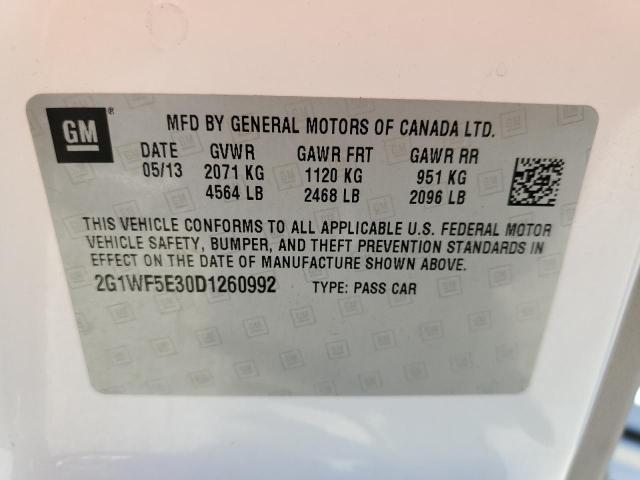 GM ®
MFD BY GENERAL MOTORS OF CANADA LTD.
DATE GVWR GAWR FRT GAWR RR
05/13 2071 KG 1120 KG 951 KG
4564 LB 2468 LB 2096 LB
THIS VEHICLE CONFORMS TO ALL APPLICABLE U.S. FEDERAL MOTOR
VEHICLE SAFETY, BUMPER, AND THEFT PREVENTION STANDARDS IN
EFFECT ON THE DATE OF MANUFACTURE SHOWN ABOVE.
2G1WF5E30D1260992 TYPE: PASS CAR